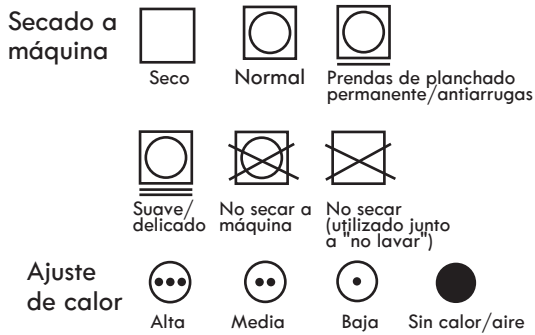 Secado a
máquina
Seco
Normal
Prendas de planchado
permanente/antiarrugas
Suave/
delicado
No secar a
máquina
No secar
(utilizado junto
a "no lavar")
Ajuste
de calor
Alta
Media
Baja
Sin calor/aire